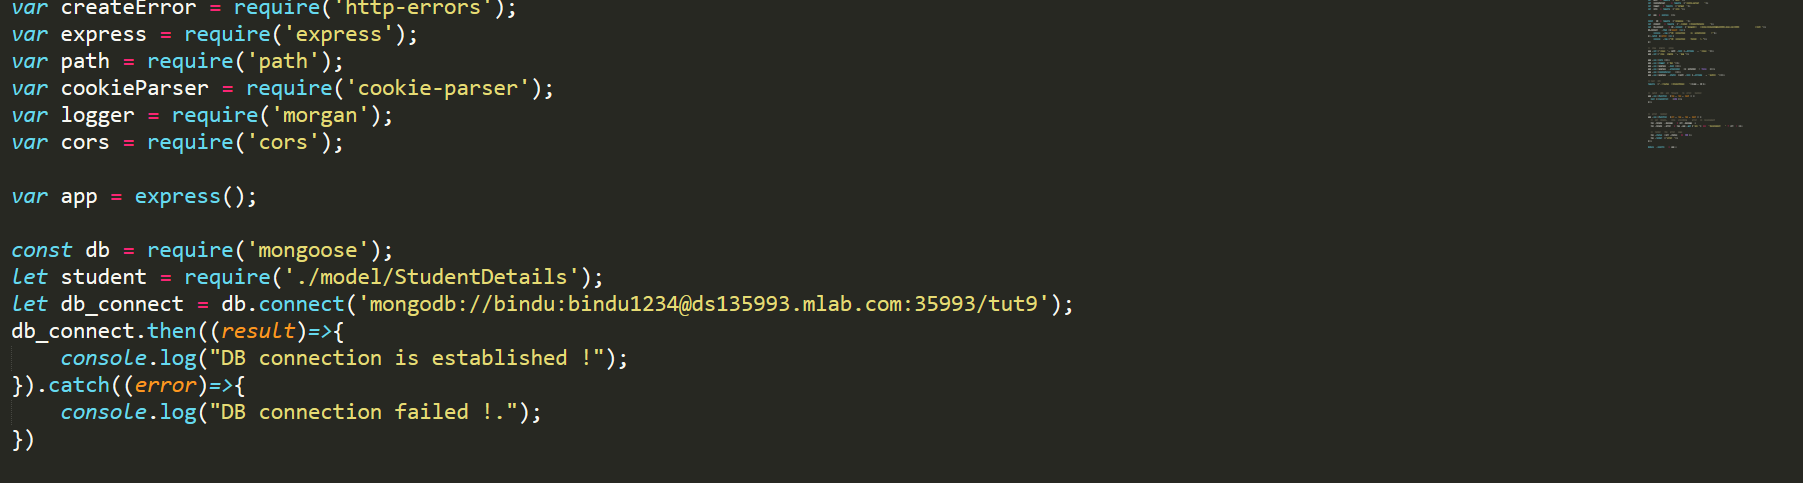 var createError = require('http-errors');
var express = require('express');
var path = require('path');
var cookieParser = require('cookie-parser');
var logger = require('morgan');
var cors = require('cors');
var app = express();
const db = require('mongoose');
let student = require('./model/StudentDetails');
let db_connect = db.connect('mongodb://bindu:bindu1234@ds135993.mlab.com:35993/tut9');
db_connect.then((result)=>{
    console.log("DB connection is established !");
}).catch((error)=>{
    console.log("DB connection failed !.");
})